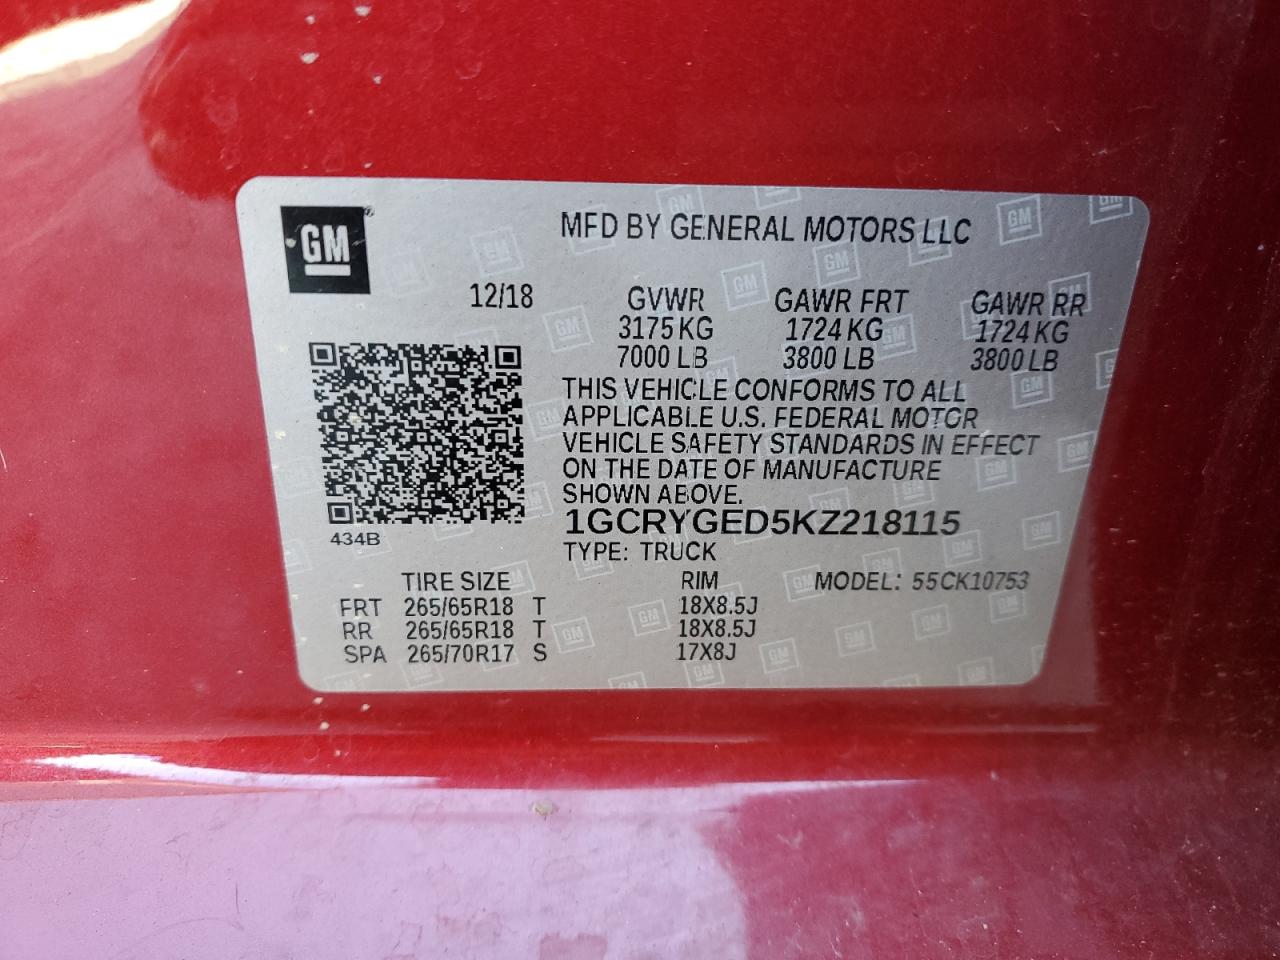 GM
MFD BY GENERAL MOTORS LLC
12/18 GVWR GAWR FRT GAWR RR
3175 KG 1724 KG 1724 KG
7000 LB 3800 LB 3800 LB
THIS VEHICLE CONFORMS TO ALL
APPLICABLE U.S. FEDERAL MOTOR
VEHICLE SAFETY STANDARDS IN EFFECT
ON THE DATE OF MANUFACTURE
SHOWN ABOVE.
1GCRYGED5KZ218115
434B
TYPE: TRUCK
TIRE SIZE RIM MODEL: 55CK10753
FRT 265/65R18 T 18X8.5J
RR 265/65R18 T 18X8.5J
SPA 265/70R17 S 17X8J